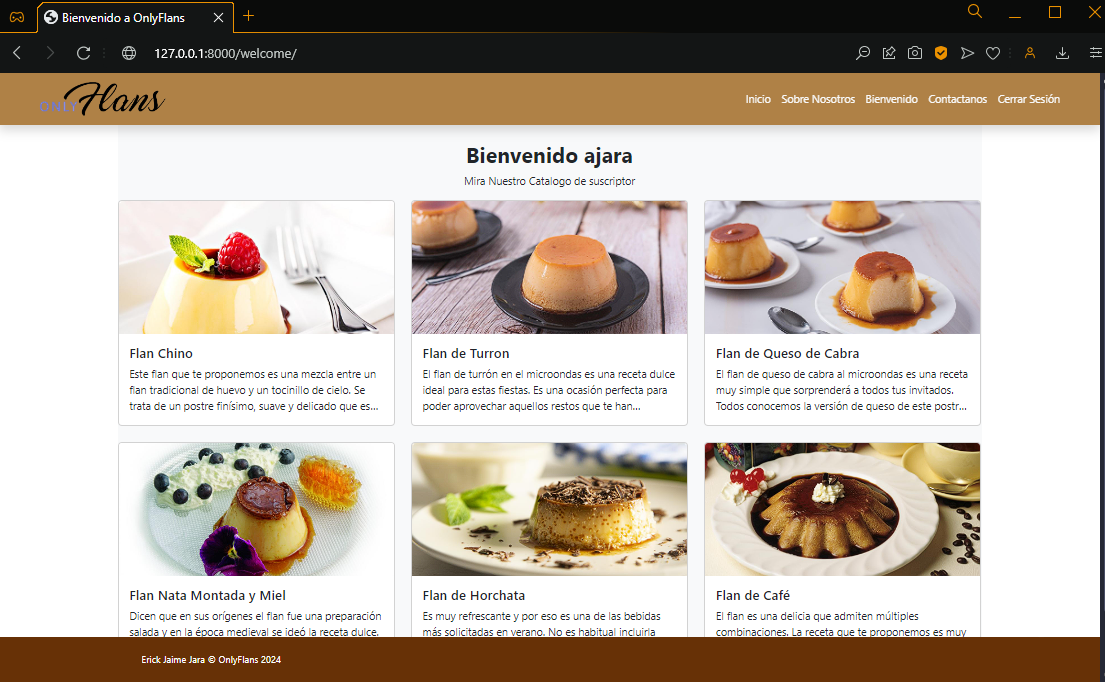 Bienvenido a OnlyFlans
127.0.0.1:8000/welcome/
ONLY Flans
Inicio Sobre Nosotros Bienvenido Contactanos Cerrar Sesión
Bienvenido ajara
Mira Nuestro Catalogo de suscriptor
Flan Chino
Este flan que te proponemos es una mezcla entre un
flan tradicional de huevo y un tocinillo de cielo. Se
trata de un postre finísimo, suave y delicado que es...
Flan de Turron
El flan de turrón en el microondas es una receta dulce
ideal para estas fiestas. Es una ocasión perfecta para
poder aprovechar aquellos restos que te han...
Flan de Queso de Cabra
El flan de queso de cabra al microondas es una receta
muy simple que sorprenderá a todos tus invitados.
Todos conocemos la versión de queso de este postr...
Flan Nata Montada y Miel
Dicen que en sus orígenes el flan fue una preparación
salada y en la época medieval se ideó la receta dulce.
Flan de Horchata
Es muy refrescante y por eso es una de las bebidas
más solicitadas en verano. No es habitual incluirla
Flan de Café
El flan es una delicia que admiten múltiples
combinaciones. La receta que te proponemos es muy
Erick Jaime Jara © OnlyFlans 2024